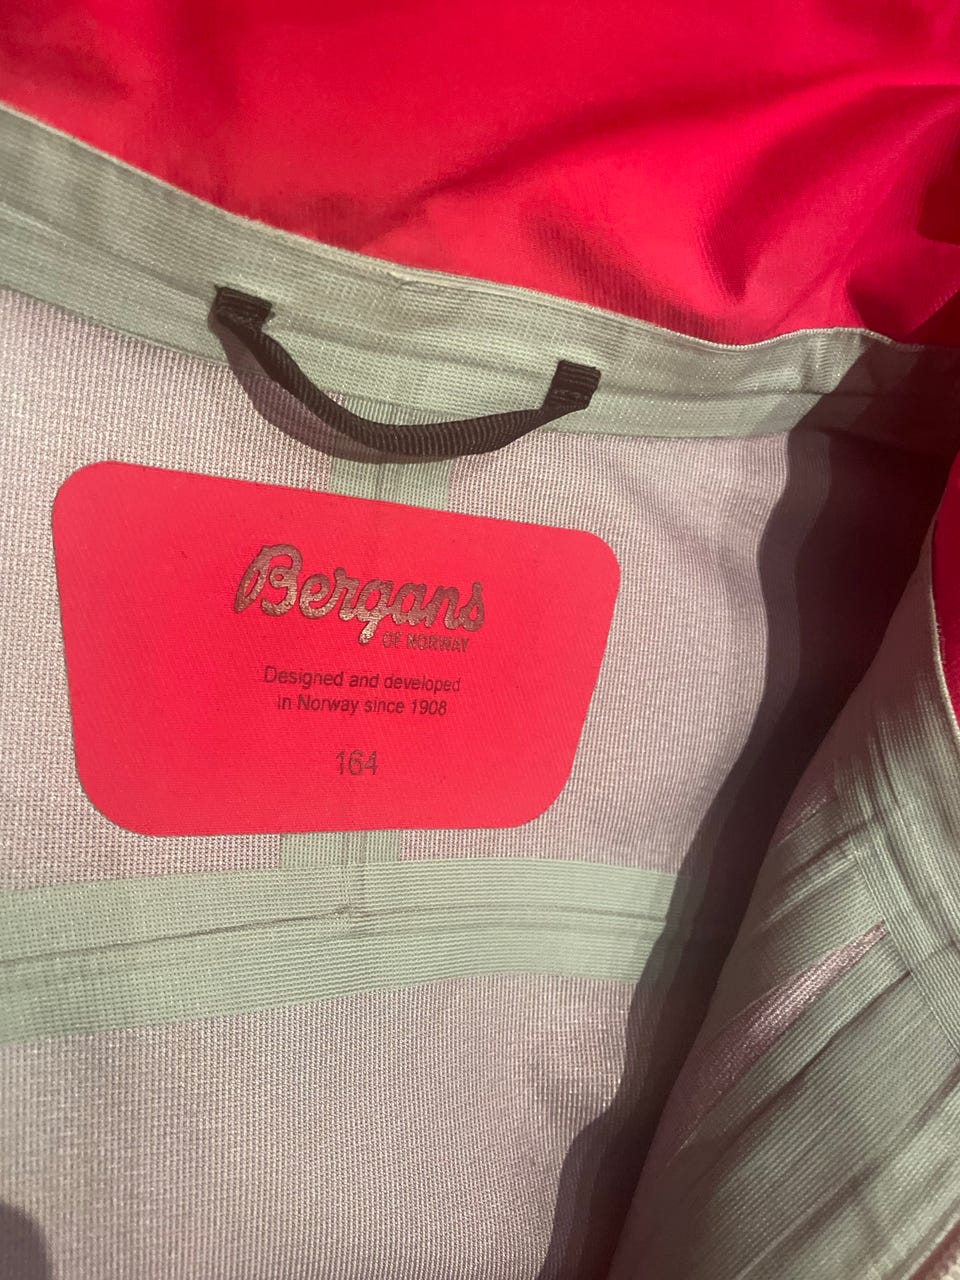 Bergans
OF NORWAY
Designed and developed
in Norway since 1908
164